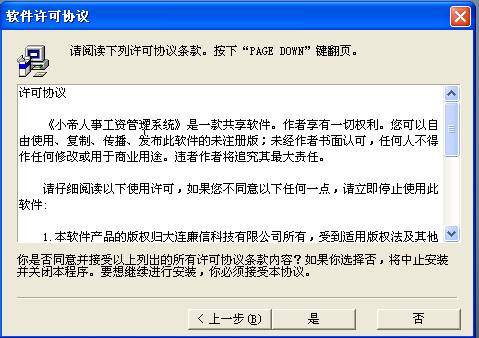 软件许可协议
请阅读下列许可协议条款。按下“PAGE DOWN”键翻页。
许可协议
《小帝人事工资管理系统》是一款共享软件。作者享有一切权利。您可以自
由使用、复制、传播、发布此软件的未注册版；未经作者书面认可，任何人不得
作任何修改或用于商业用途。违者作者将追究其最大责任。
请仔细阅读以下使用许可，如果您不同意以下任何一点，请立即停止使用此
软件:
1.本软件产品的版权归大连廉信科技有限公司所有，受到适用版权法及其他
你是否同意并接受以上列出的所有许可协议条款内容？如果你选择否，将中止安装
并关闭本程序。要想继续进行安装，你必须接受本协议。
< 上一步(B)
是
否